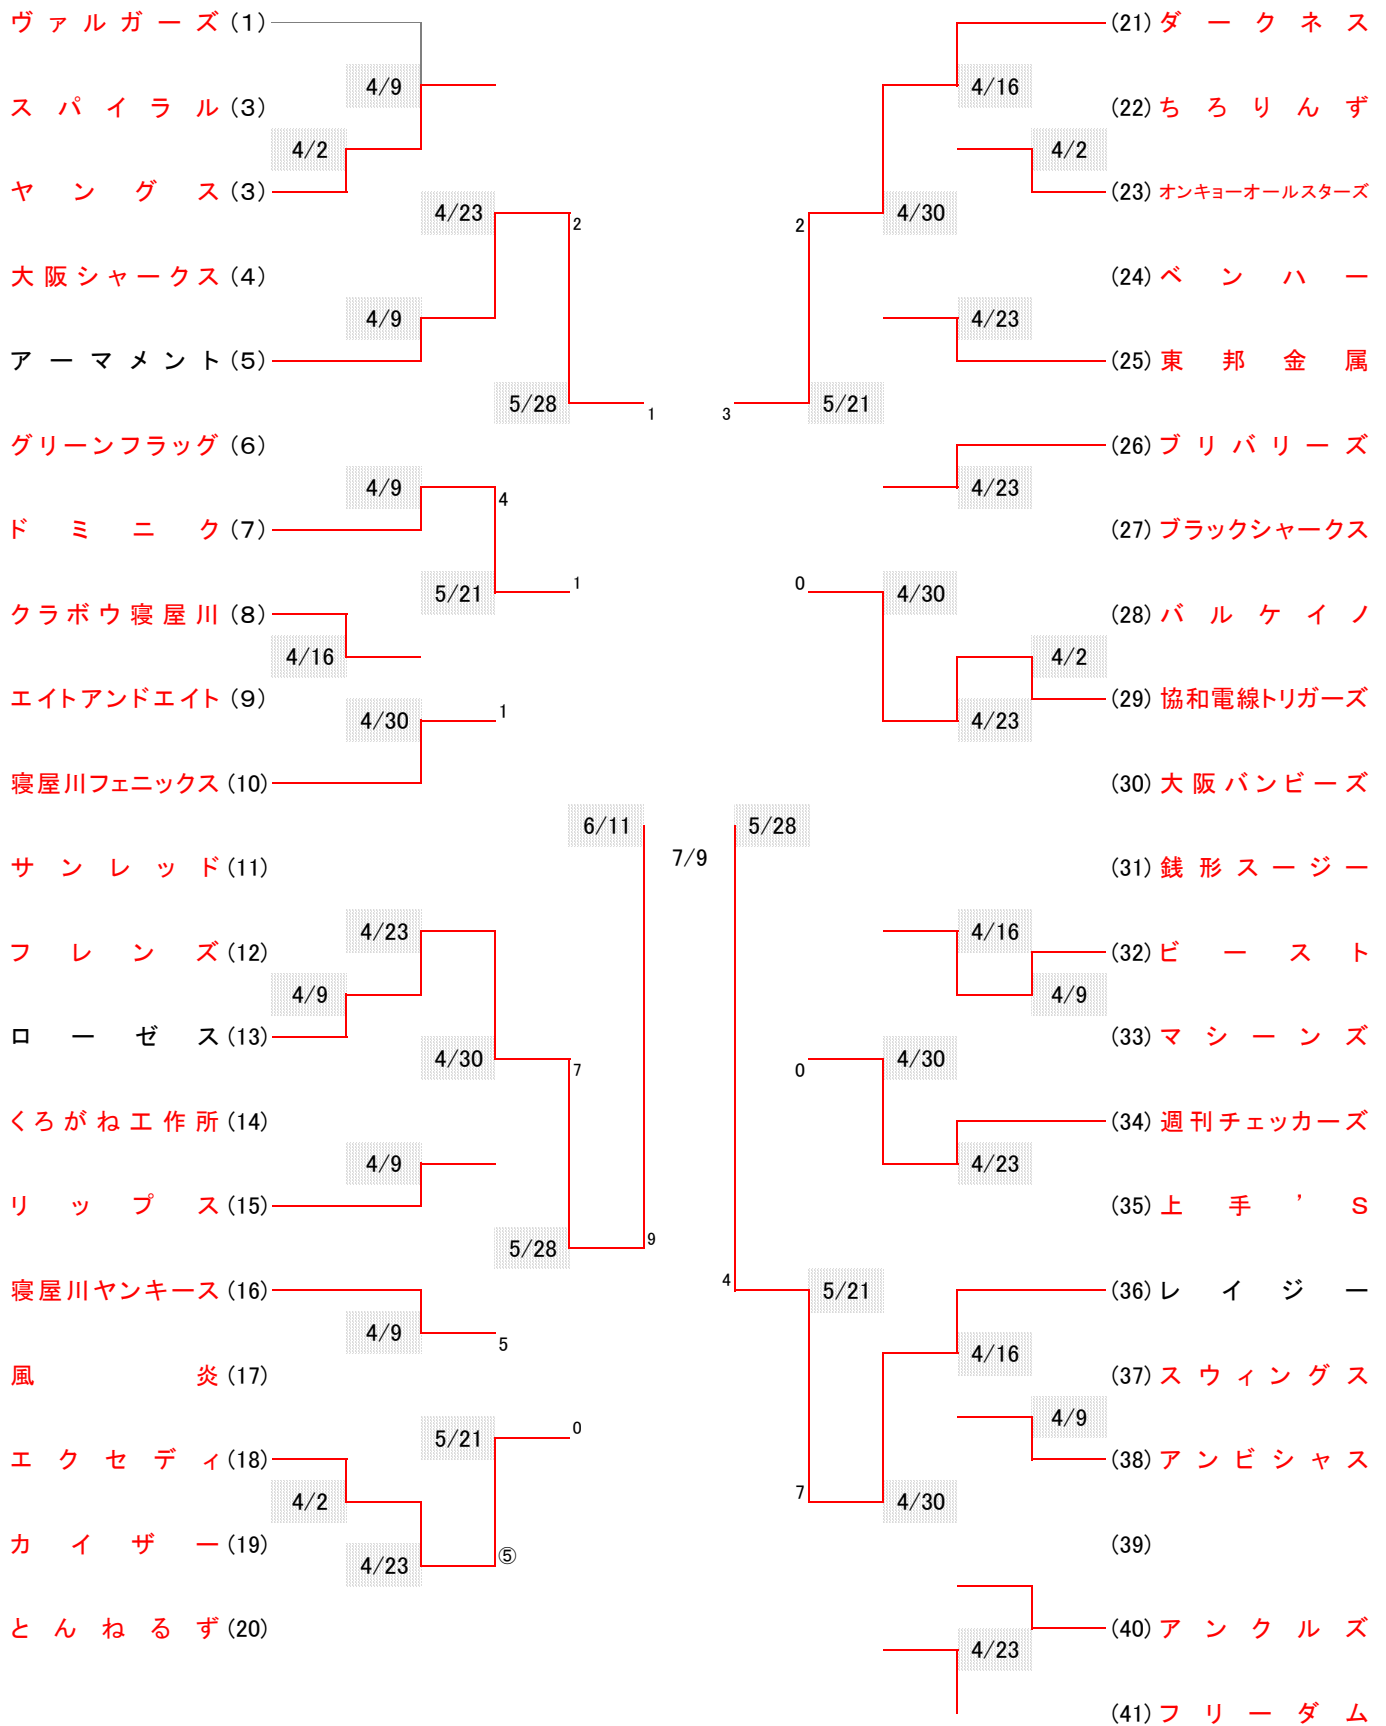 ヴァルガーズ(1)
4/9
スパイラル(3)
4/2
ヤングス(3)
4/23
2
大阪シャークス(4)
4/9
アーマメント(5)
5/28
1
グリーンフラッグ(6)
4/9
4
ドミニク(7)
5/21
1
クラボウ寝屋川(8)
4/16
エイトアンドエイト(9)
4/30
1
寝屋川フェニックス(10)
6/11
7/9
サンレッド(11)
4/23
フレンズ(12)
4/9
ローゼス(13)
4/30
7
くろがね工作所(14)
4/9
リップス(15)
5/28
9
寝屋川ヤンキース(16)
4/9
5
風炎(17)
5/21
0
エクセディ(18)
4/2
カイザー(19)
4/23
⑤
とんねるず(20)
(21)ダークネス
4/16
(22)ちろりんず
4/2
(23)オンキョーオールスターズ
2
4/30
(24)ベンハー
4/23
(25)東邦金属
3
5/21
(26)ブリバリーズ
4/23
(27)ブラックシャークス
0
4/30
(28)バルケイノ
4/2
(29)協和電線トリガーズ
4/23
(30)大阪バンビーズ
5/28
(31)銭形スージー
4/16
(32)ビースト
4/9
(33)マシーンズ
0
4/30
(34)週刊チェッカーズ
4/23
(35)上手’S
4
5/21
(36)レイジー
4/16
(37)スウィングス
4/9
(38)アンビシャス
7
4/30
(39)
(40)アンクルズ
4/23
(41)フリーダム